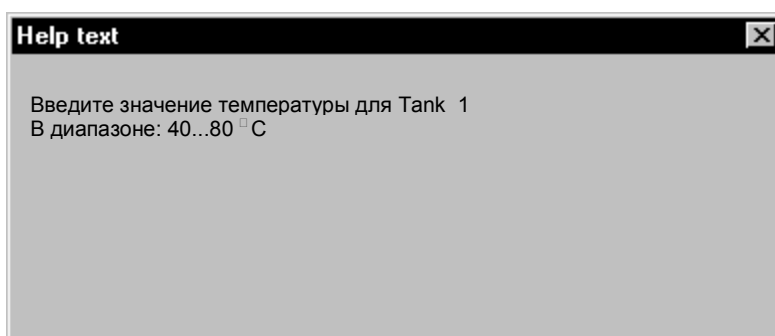 Help text
Введите значение температуры для Tank 1
В диапазоне: 40...80 □ C